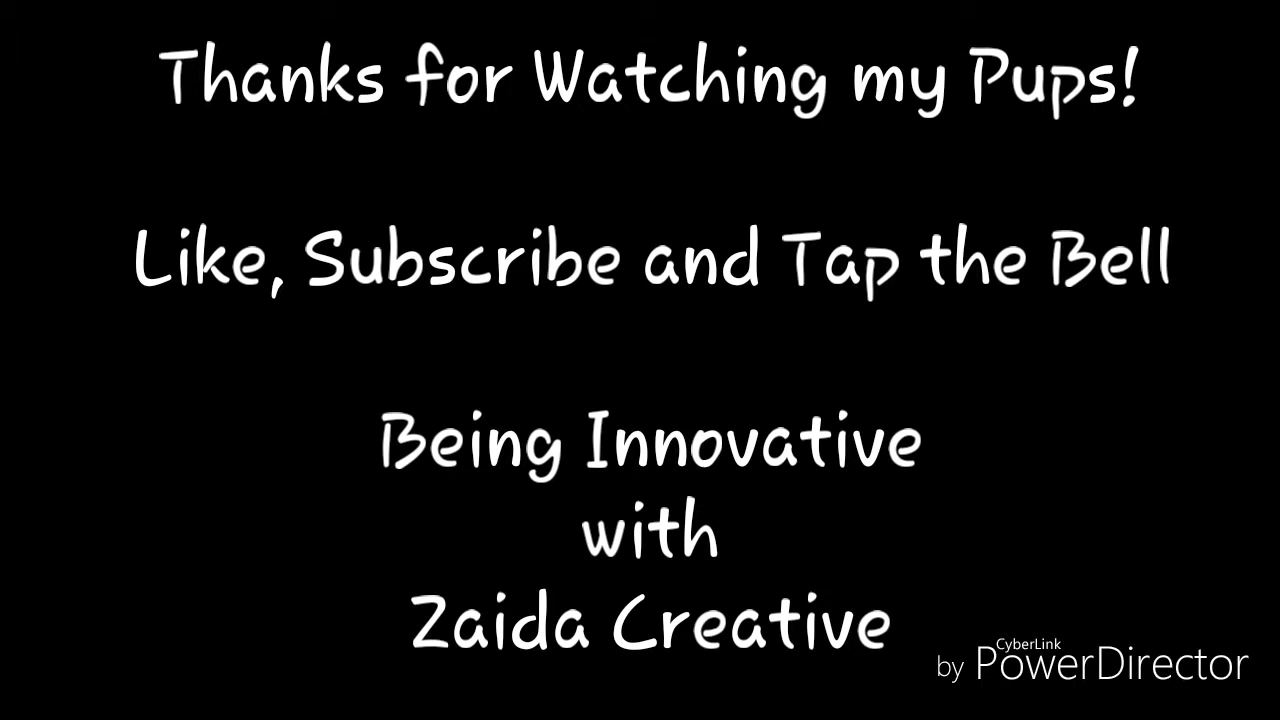 Thanks for Watching my Pups!
Like, Subscribe and Tap the Bell
Being Innovative
with
Zaida Creative
CyberLink
by PowerDirector